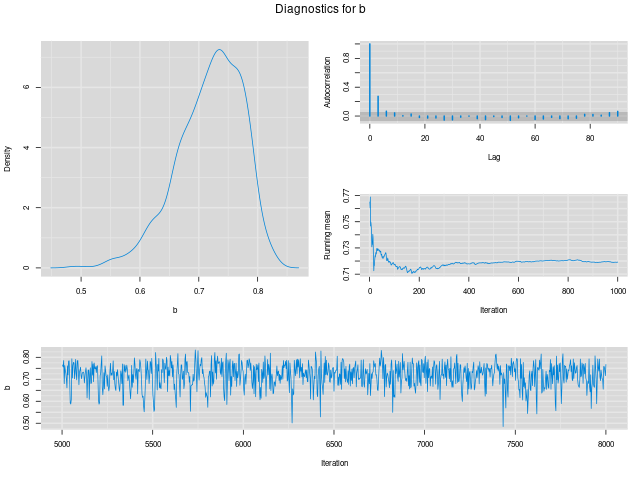 Diagnostics for b
Density
0 2 4 6
0.5 0.6 0.7 0.8
b
Autocorrelation
0.0 0.4 0.8
0 20 40 60 80
Lag
Running mean
0.71 0.73 0.75 0.77
0 200 400 600 800 1000
Iteration
b
0.50 0.60 0.70 0.80
5000 5500 6000 6500 7000 7500 8000
Iteration